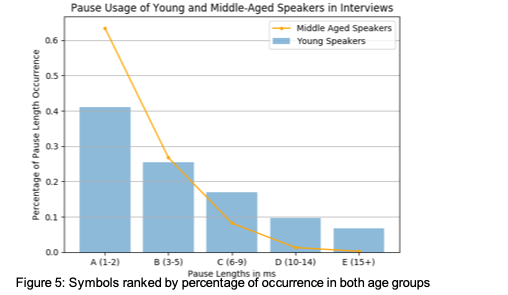 Pause Usage of Young and Middle-Aged Speakers in Interviews
Middle Aged Speakers
Young Speakers
Percentage of Pause Length Occurrence
0.6
0.5
0.4
0.3
0.2
0.1
0.0
A (1-2) B (3-5) C (6-9) D (10-14) E (15+)
Pause Lengths in ms
Figure 5: Symbols ranked by percentage of occurrence in both age groups